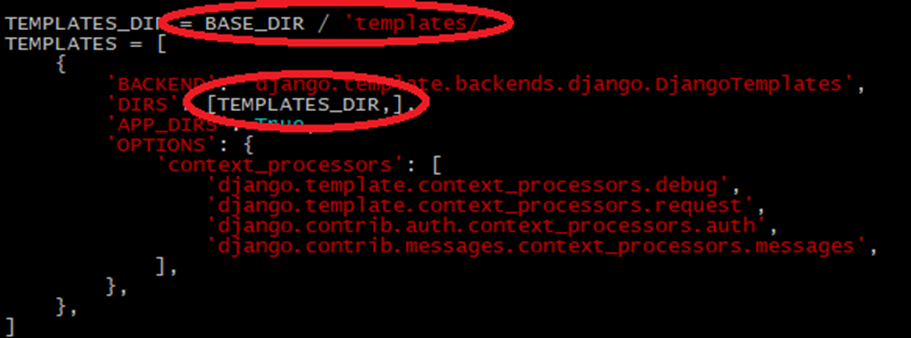 TEMPLATES_DIR = BASE_DIR / 'templates/'
TEMPLATES = [
    {
        'BACKEND': 'django.template.backends.django.DjangoTemplates',
        'DIRS': [TEMPLATES_DIR,],
        'APP_DIRS': True,
        'OPTIONS': {
            'context_processors': [
                'django.template.context_processors.debug',
                'django.template.context_processors.request',
                'django.contrib.auth.context_processors.auth',
                'django.contrib.messages.context_processors.messages',
            ],
        },
    },
]